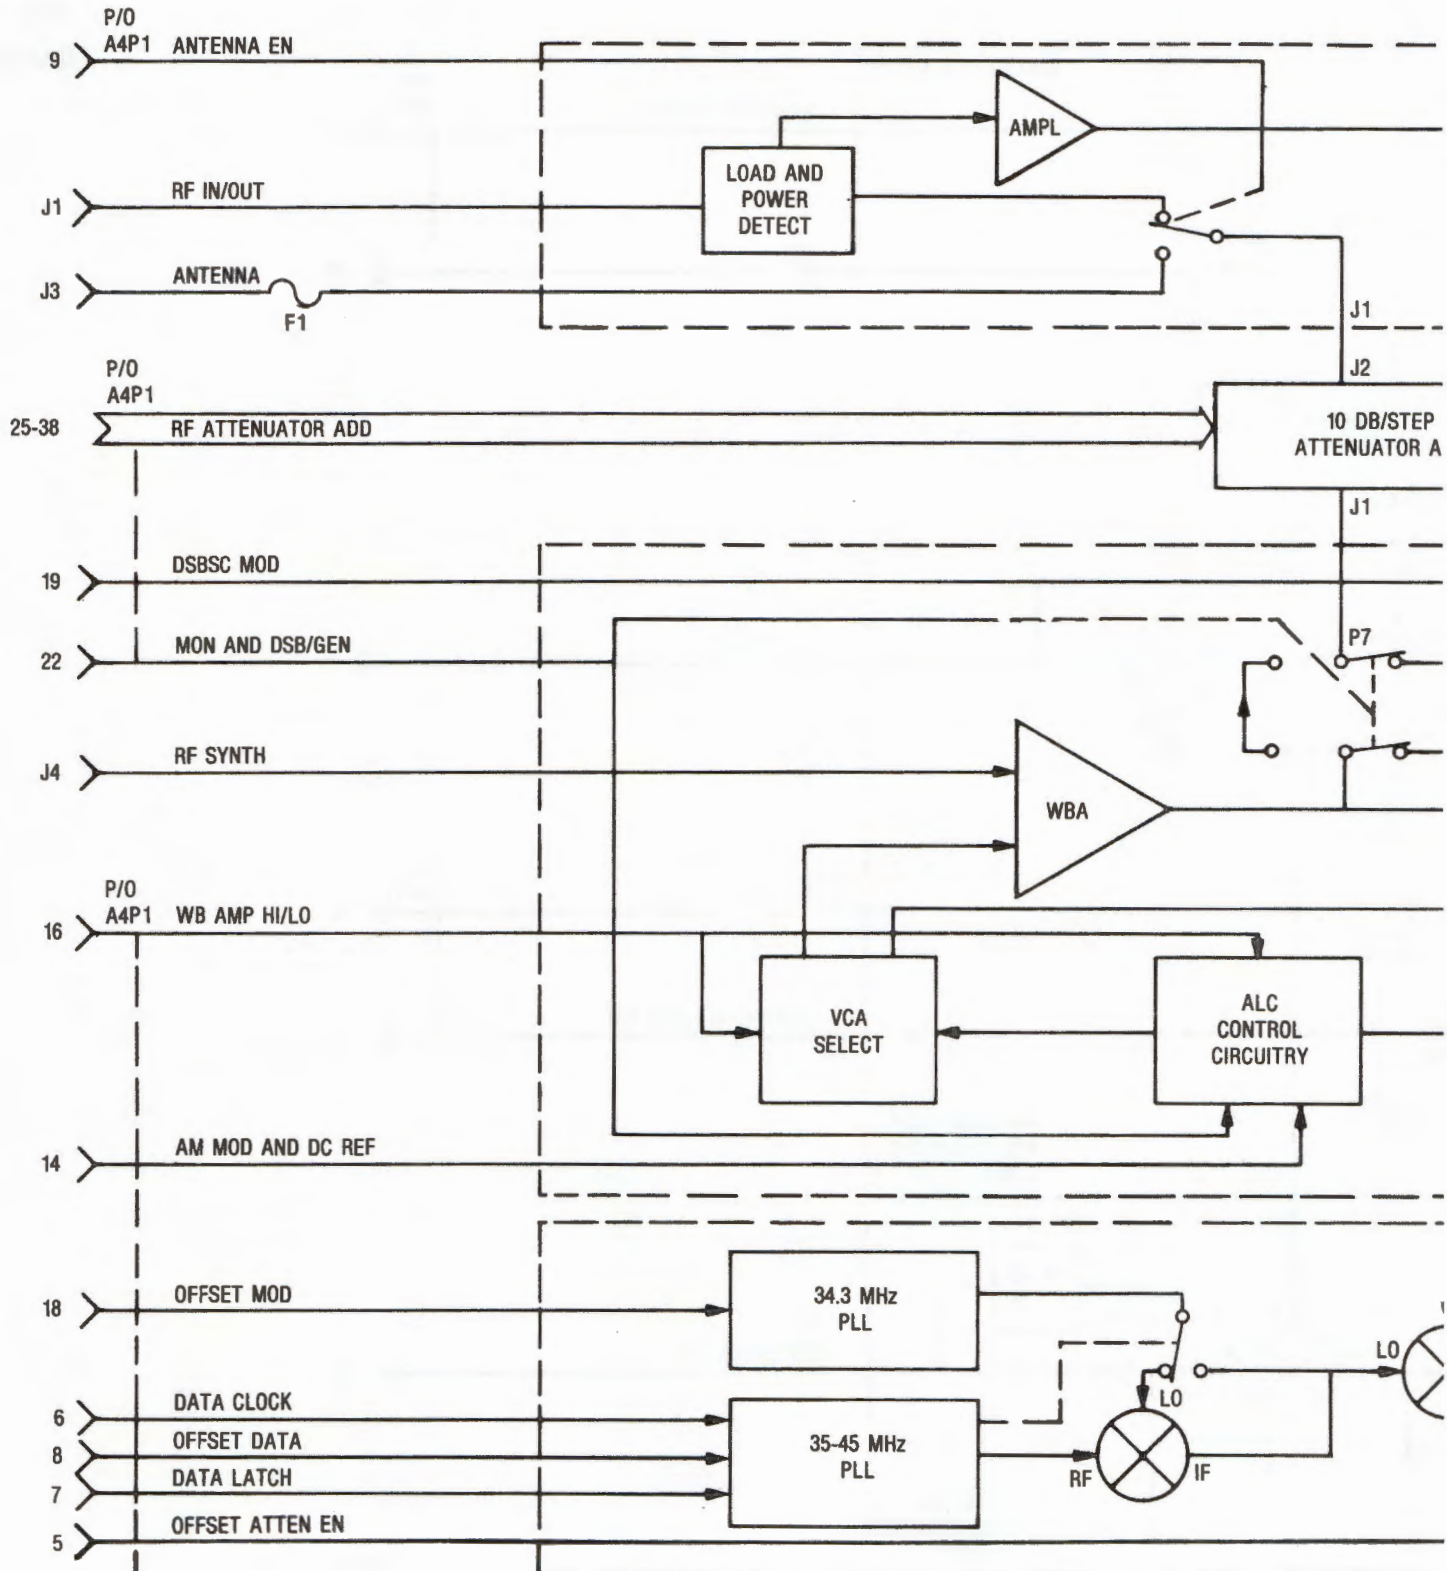 P/O
A4P1 ANTENNA EN
9
AMPL
LOAD AND
POWER
DETECT
RF IN/OUT
J1
ANTENNA
J3
F1
J1
J2
P/O
A4P1
25-38
RF ATTENUATOR ADD
10 DB/STEP
ATTENUATOR A
J1
DSBSC MOD
19
MON AND DSB/GEN
22
P7
RF SYNTH
J4
WBA
P/O
A4P1 WB AMP HI/LO
16
VCA
SELECT
ALC
CONTROL
CIRCUITRY
AM MOD AND DC REF
14
OFFSET MOD
18
34.3 MHz
PLL
LO
LO
DATA CLOCK
6
OFFSET DATA
8
DATA LATCH
7
35-45 MHz
PLL
RF
IF
OFFSET ATTEN EN
5